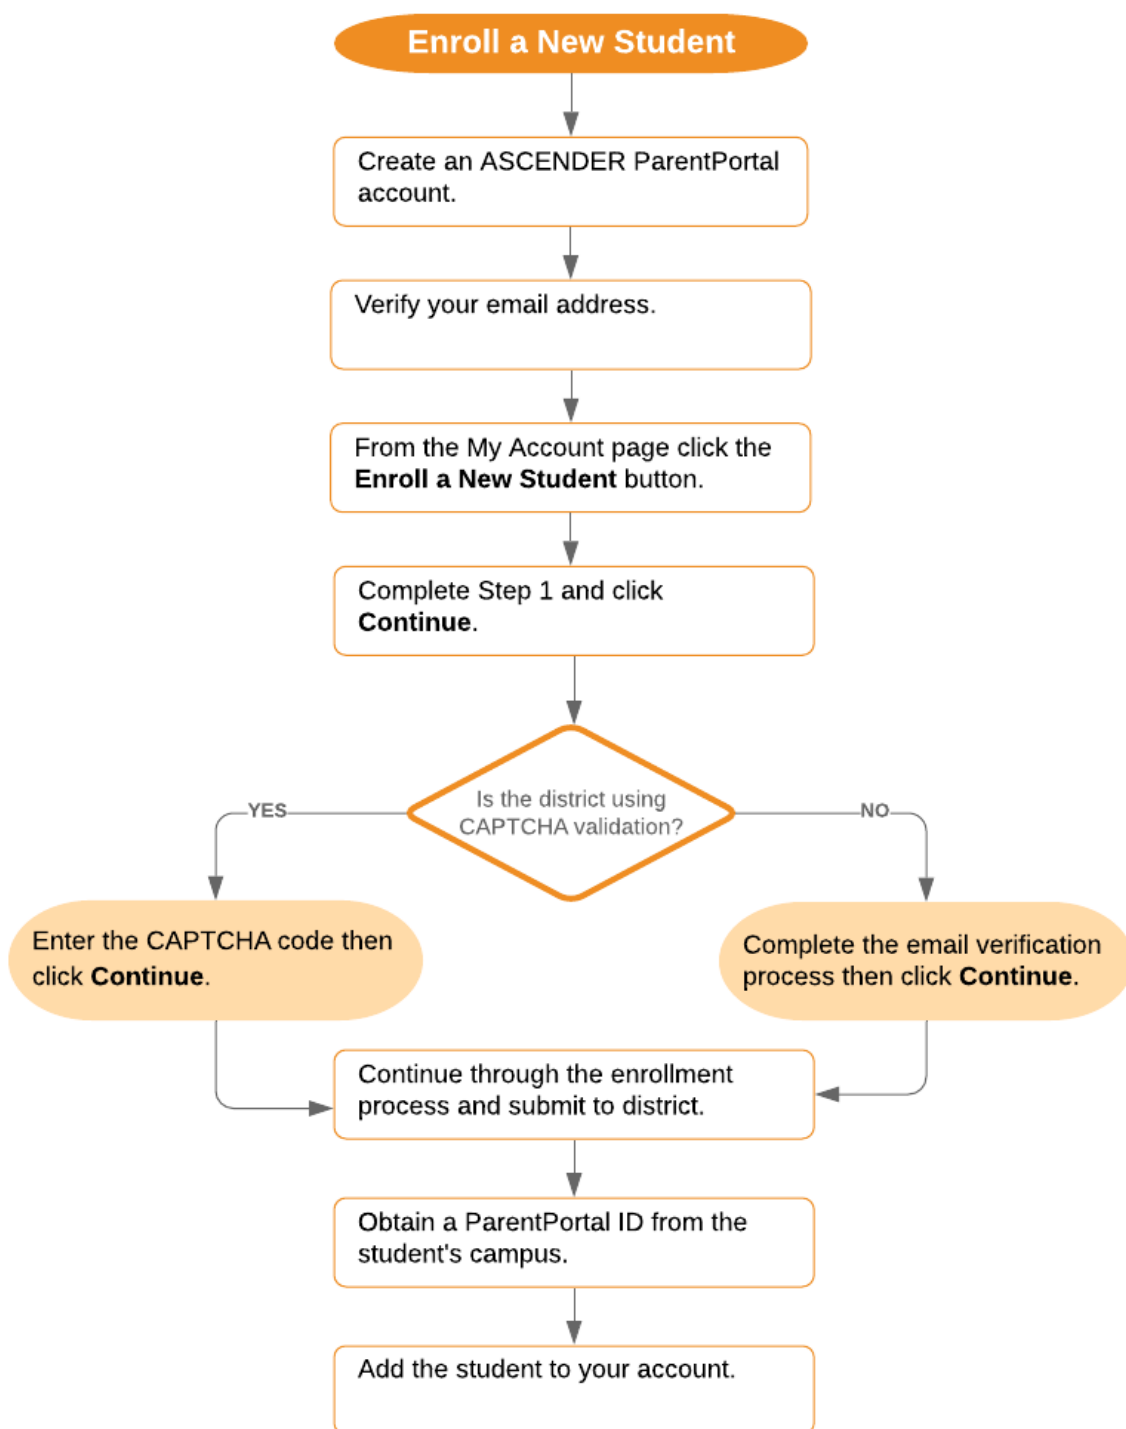 Enroll a New Student
Create an ASCENDER ParentPortal
account.
Verify your email address.
From the My Account page click the
Enroll a New Student button.
Complete Step 1 and click
Continue.
Is the district using
CAPTCHA validation?
YES
NO
Enter the CAPTCHA code then
click Continue.
Complete the email verification
process then click Continue.
Continue through the enrollment
process and submit to district.
Obtain a ParentPortal ID from the
student's campus.
Add the student to your account.